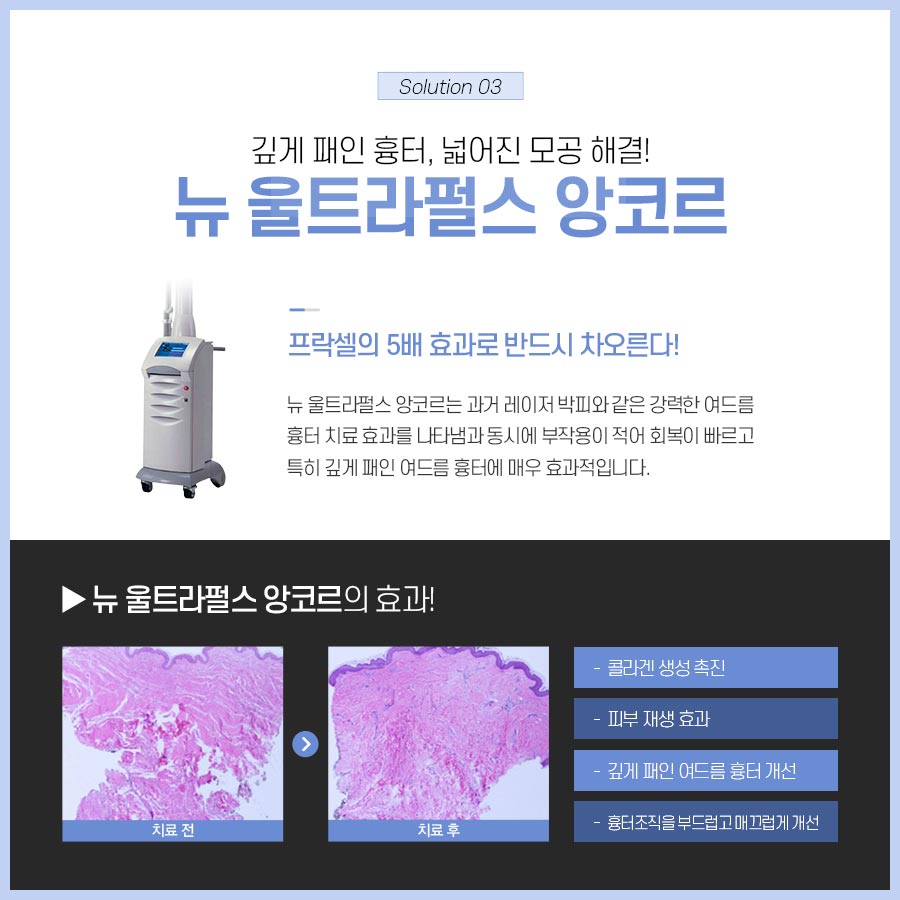 Solution 03
깊게 패인 흉터, 넓어진 모공 해결!
뉴 울트라펄스 앙코르
프락셀의 5배 효과로 반드시 차오른다!
뉴 울트라펄스 앙코르는 과거 레이저 박피와 같은 강력한 여드름
흉터 치료 효과를 나타냄과 동시에 부작용이 적어 회복이 빠르고
특히 깊게 패인 여드름 흉터에 매우 효과적입니다.
▶ 뉴 울트라펄스 앙코르의 효과!
치료 전
치료 후
- 콜라겐 생성 촉진
- 피부 재생 효과
- 깊게 패인 여드름 흉터 개선
- 흉터조직을 부드럽고 매끄럽게 개선